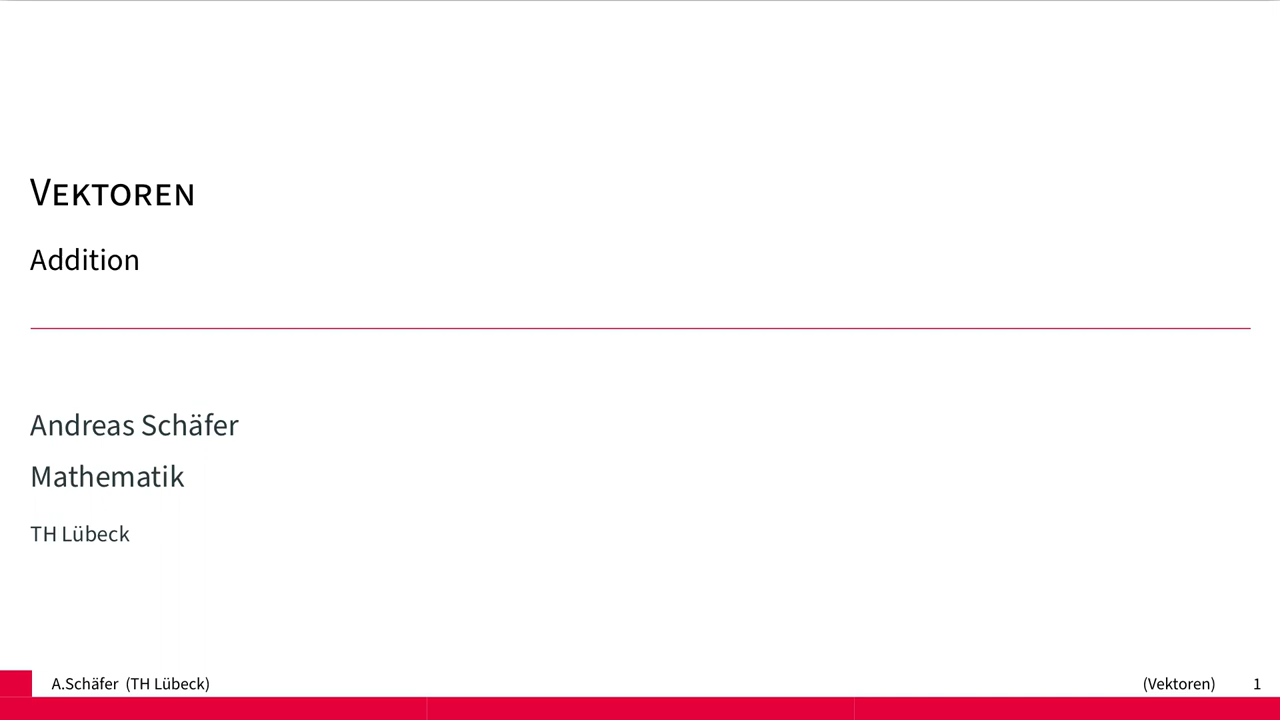 Vektoren
Addition
Andreas Schäfer
Mathematik
TH Lübeck
A.Schäfer (TH Lübeck) (Vektoren) 1